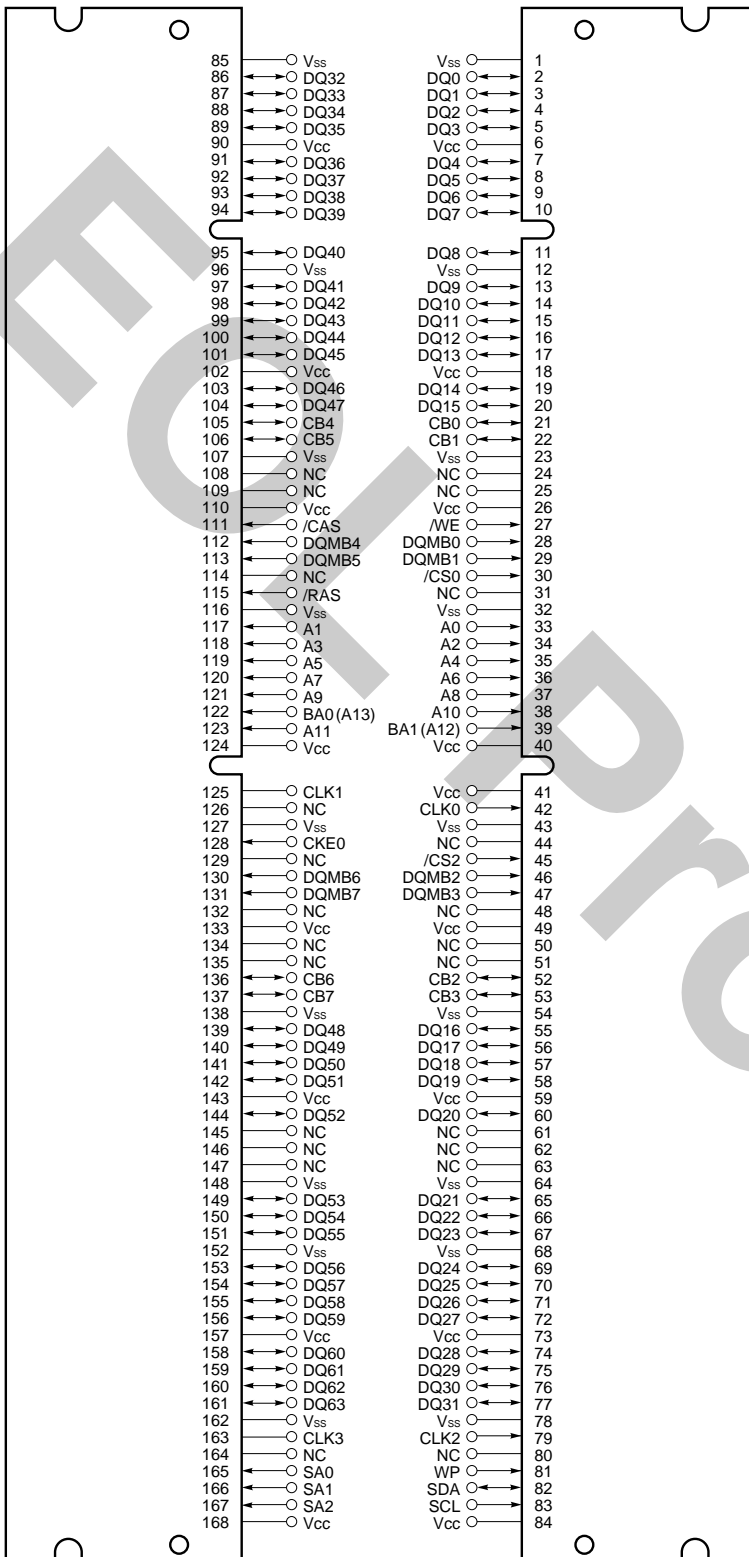 85 Vss Vss 1
86 DQ32 DQ0 2
87 DQ33 DQ1 3
88 DQ34 DQ2 4
89 DQ35 DQ3 5
90 Vcc Vcc 6
91 DQ36 DQ4 7
92 DQ37 DQ5 8
93 DQ38 DQ6 9
94 DQ39 DQ7 10
95 DQ40 DQ8 11
96 Vss Vss 12
97 DQ41 DQ9 13
98 DQ42 DQ10 14
99 DQ43 DQ11 15
100 DQ44 DQ12 16
101 DQ45 DQ13 17
102 Vcc Vcc 18
103 DQ46 DQ14 19
104 DQ47 DQ15 20
105 CB4 CB0 21
106 CB5 CB1 22
107 Vss Vss 23
108 NC NC 24
109 NC NC 25
110 Vcc Vcc 26
111 /CAS /WE 27
112 DQMB4 DQMB0 28
113 DQMB5 DQMB1 29
114 NC /CS0 30
115 /RAS NC 31
116 Vss Vss 32
117 A1 A0 33
118 A3 A2 34
119 A5 A4 35
120 A7 A6 36
121 A9 A8 37
122 BA0 (A13) A10 38
123 A11 BA1 (A12) 39
124 Vcc Vcc 40
125 CLK1 Vcc 41
126 NC CLK0 42
127 Vss Vss 43
128 CKE0 NC 44
129 NC /CS2 45
130 DQMB6 DQMB2 46
131 DQMB7 DQMB3 47
132 NC NC 48
133 Vcc Vcc 49
134 NC NC 50
135 NC NC 51
136 CB6 CB2 52
137 CB7 CB3 53
138 Vss Vss 54
139 DQ48 DQ16 55
140 DQ49 DQ17 56
141 DQ50 DQ18 57
142 DQ51 DQ19 58
143 Vcc Vcc 59
144 DQ52 DQ20 60
145 NC NC 61
146 NC NC 62
147 NC NC 63
148 Vss Vss 64
149 DQ53 DQ21 65
150 DQ54 DQ22 66
151 DQ55 DQ23 67
152 Vss Vss 68
153 DQ56 DQ24 69
154 DQ57 DQ25 70
155 DQ58 DQ26 71
156 DQ59 DQ27 72
157 Vcc Vcc 73
158 DQ60 DQ28 74
159 DQ61 DQ29 75
160 DQ62 DQ30 76
161 DQ63 DQ31 77
162 Vss Vss 78
163 CLK3 CLK2 79
164 NC NC 80
165 SA0 WP 81
166 SA1 SDA 82
167 SA2 SCL 83
168 Vcc Vcc 84
EOL Pro